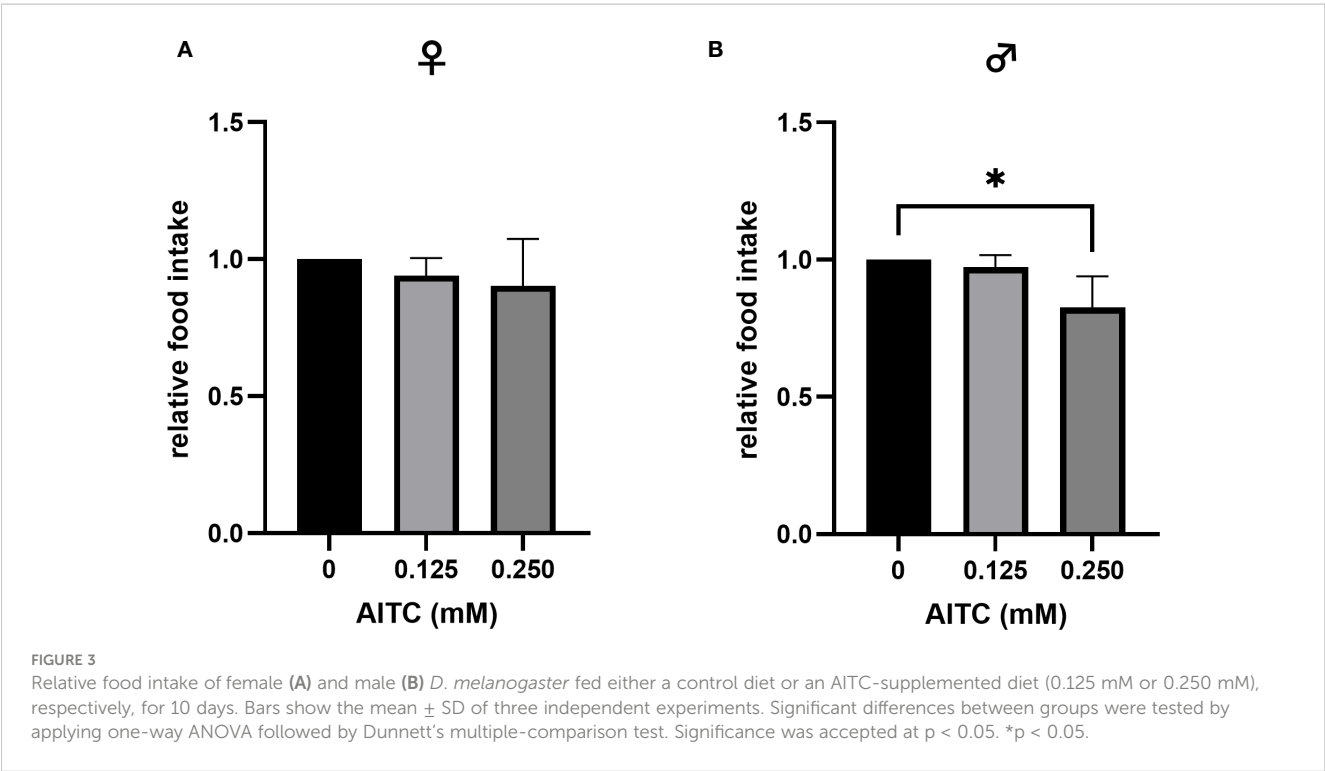 A
♀
1.5
1.0
0.5
0.0
relative food intake
0 0.125 0.250
AITC (mM)
B
♂
*
1.5
1.0
0.5
0.0
relative food intake
0 0.125 0.250
AITC (mM)
FIGURE 3
Relative food intake of female (A) and male (B) D. melanogaster fed either a control diet or an AITC-supplemented diet (0.125 mM or 0.250 mM),
respectively, for 10 days. Bars show the mean ± SD of three independent experiments. Significant differences between groups were tested by
applying one-way ANOVA followed by Dunnett’s multiple-comparison test. Significance was accepted at p < 0.05. *p < 0.05.